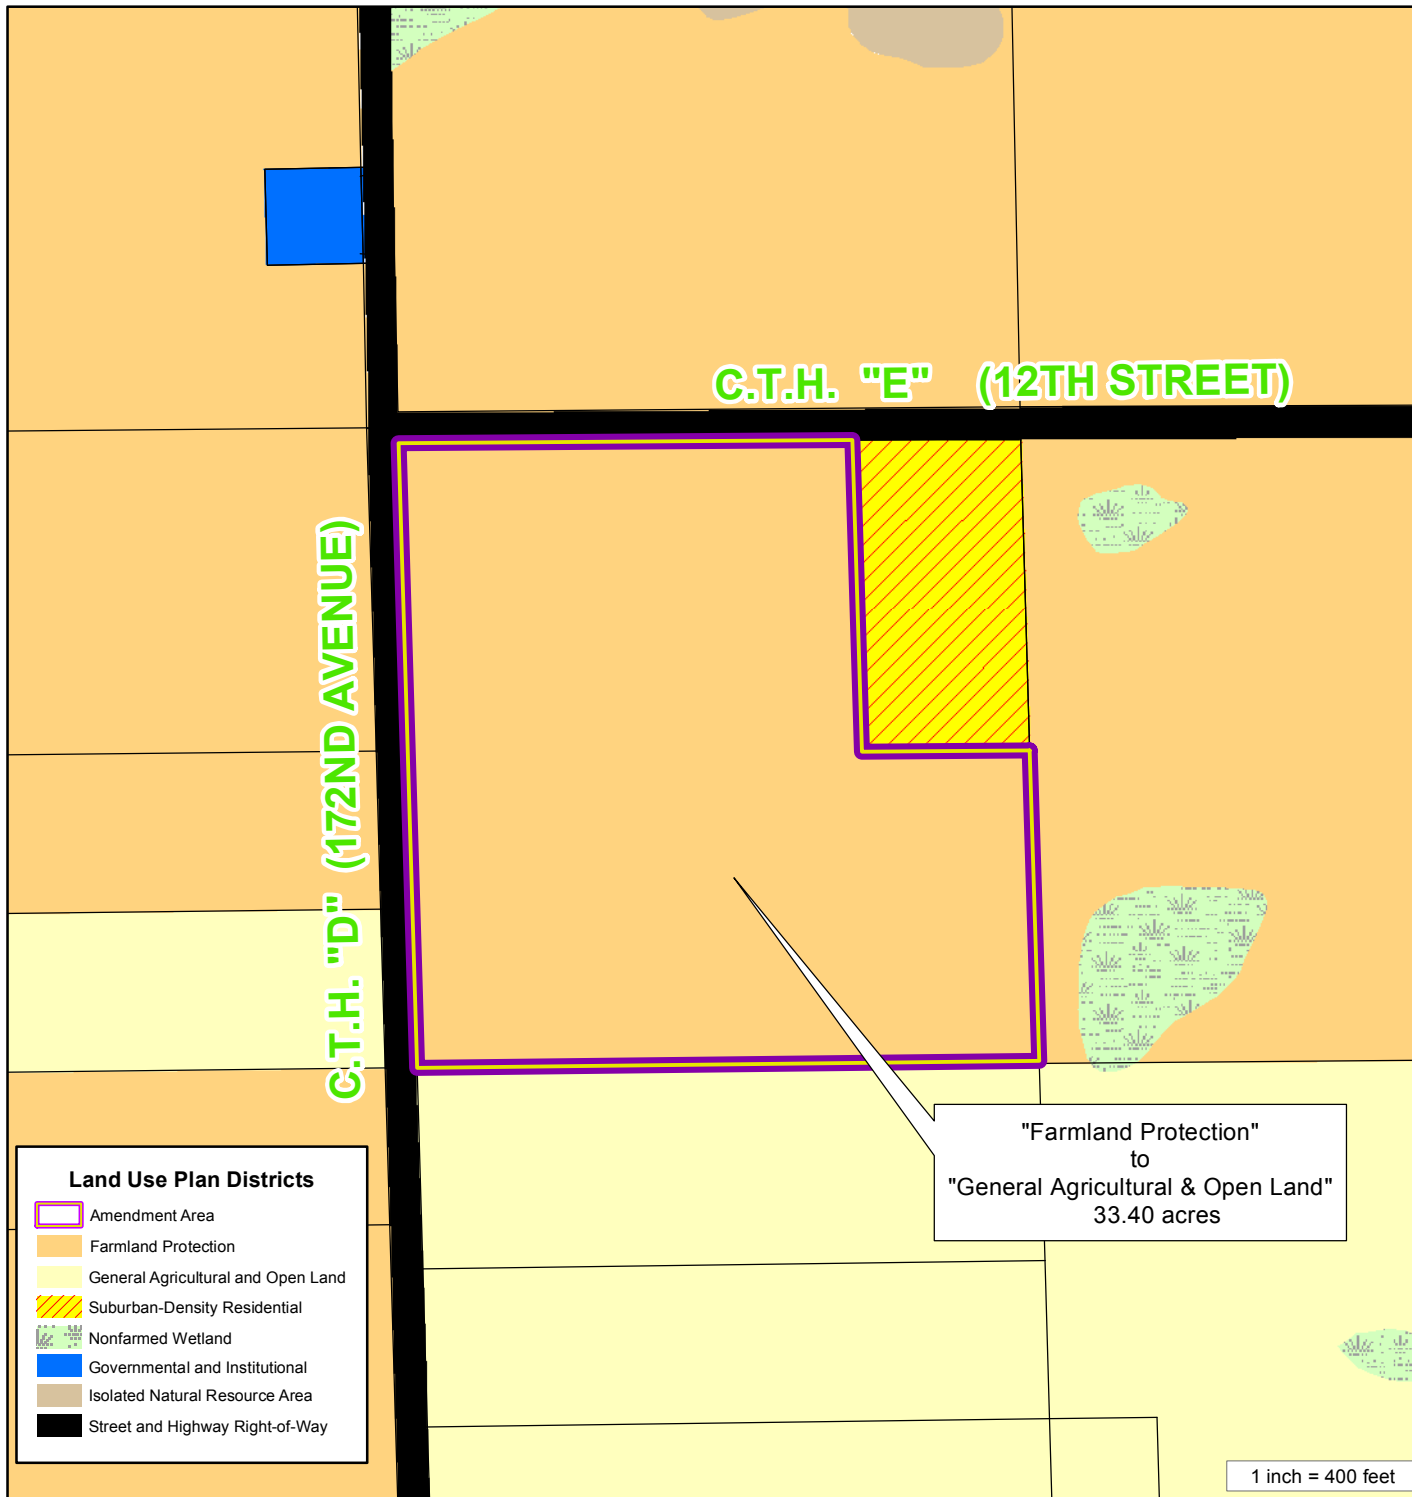 C.T.H. "E" (12TH STREET)
C.T.H. "D" (172ND AVENUE)
"Farmland Protection"
to
"General Agricultural & Open Land"
33.40 acres
Land Use Plan Districts
Amendment Area
Farmland Protection
General Agricultural and Open Land
Suburban-Density Residential
Nonfarmed Wetland
Governmental and Institutional
Isolated Natural Resource Area
Street and Highway Right-of-Way
1 inch = 400 feet